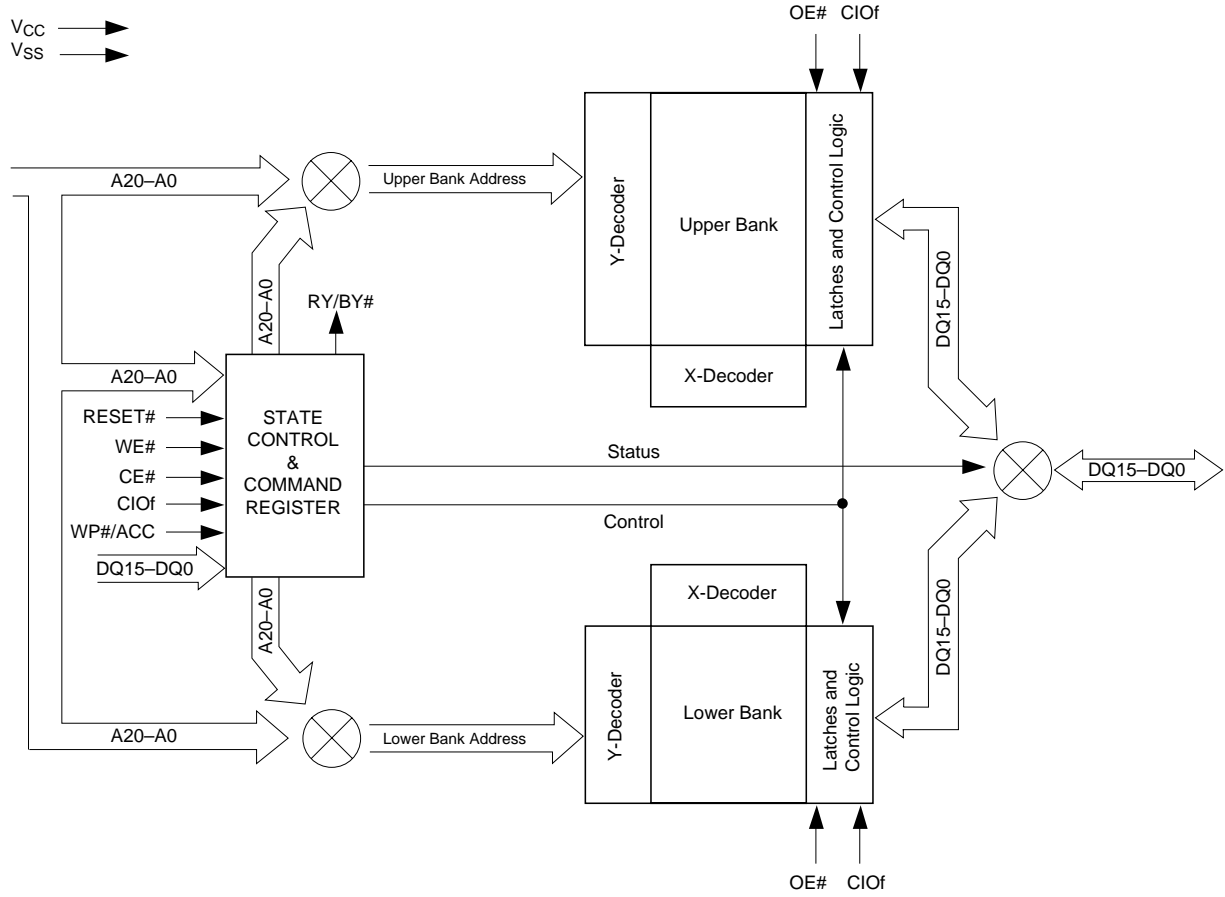 VCC
VSS
OE# CIOf
A20–A0
Upper Bank Address
Y-Decoder
Upper Bank
Latches and Control Logic
X-Decoder
DQ15–DQ0
A20–A0
RY/BY#
A20–A0
RESET#
WE#
CE#
CIOf
WP#/ACC
DQ15–DQ0
STATE
CONTROL
&
COMMAND
REGISTER
Status
Control
DQ15–DQ0
A20–A0
X-Decoder
DQ15–DQ0
A20–A0
Lower Bank Address
Y-Decoder
Lower Bank
Latches and
Control Logic
OE# CIOf